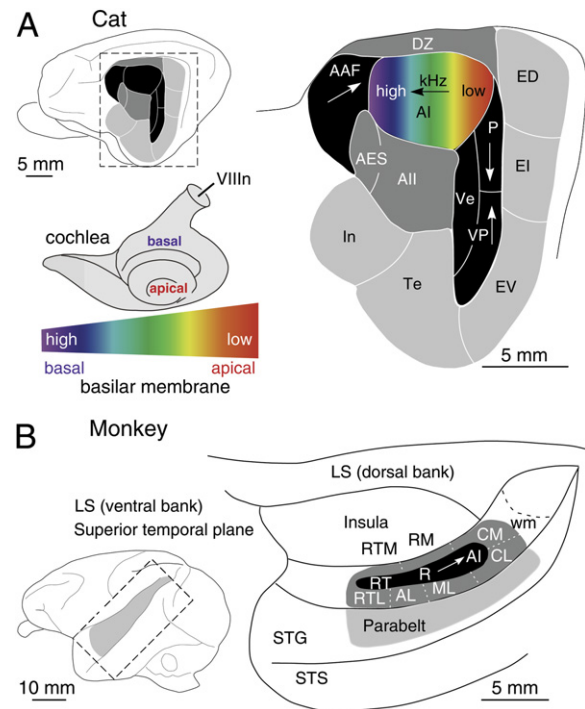 A
Cat
5 mm
VIIIn
cochlea
basal
apical
high
low
basal
apical
basilar membrane
DZ
AAF
kHz
high
low
AI
ED
P
AES
AII
EI
Ve
In
VP
Te
EV
5 mm
B
Monkey
LS (dorsal bank)
LS (ventral bank)
Superior temporal plane
Insula
wm
RM
RTM
CM
AI
CL
R
RT
ML
AL
RTL
Parabelt
STG
STS
10 mm
5 mm